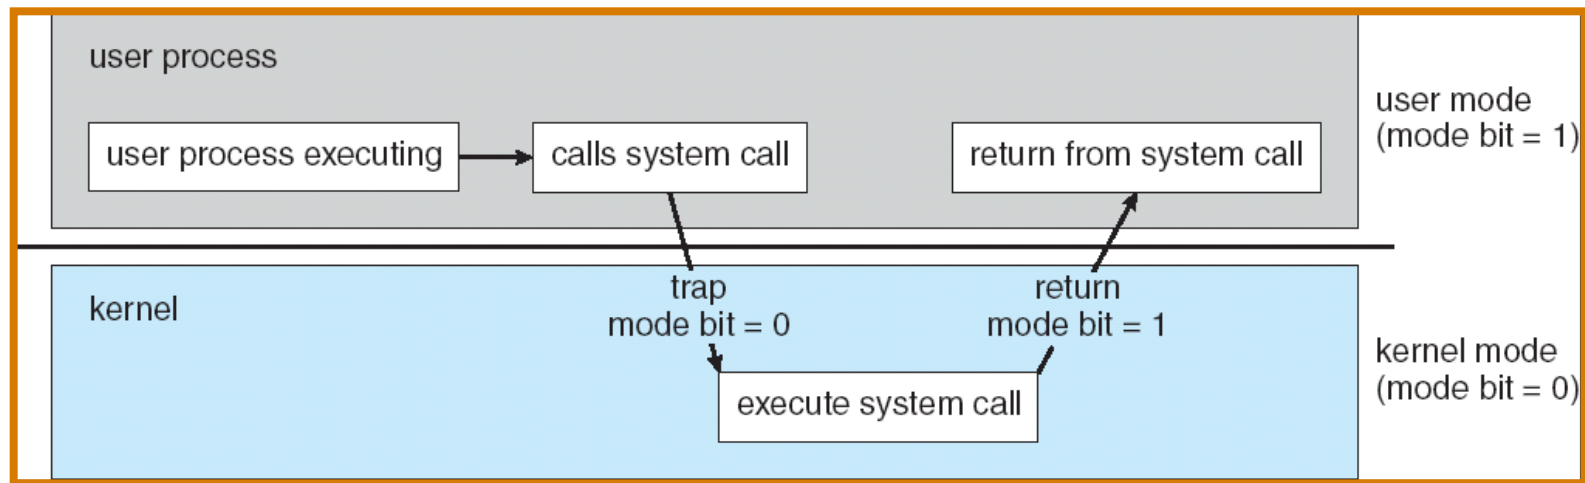 user process
user process executing
calls system call
return from system call
user mode
(mode bit = 1)
kernel
trap
mode bit = 0
return
mode bit = 1
execute system call
kernel mode
(mode bit = 0)